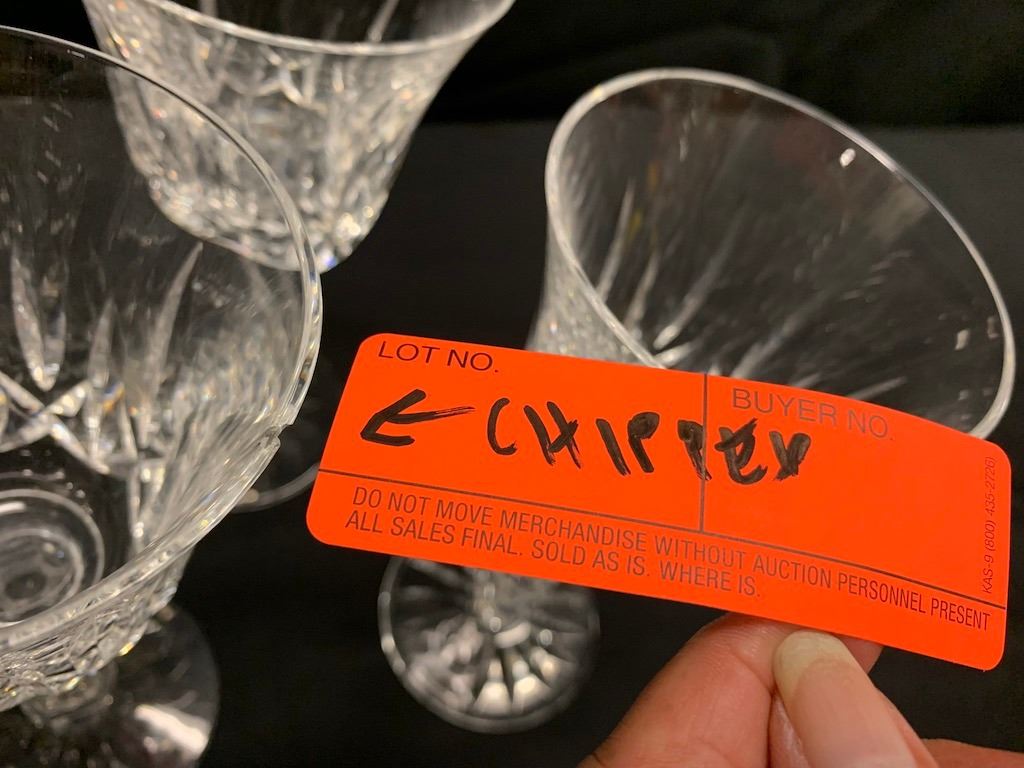 LOT NO.
BUYER NO.
← CHIPPED
DO NOT MOVE MERCHANDISE WITHOUT AUCTION PERSONNEL PRESENT
ALL SALES FINAL. SOLD AS IS. WHERE IS.
KAS-9 (800) 435-2726)